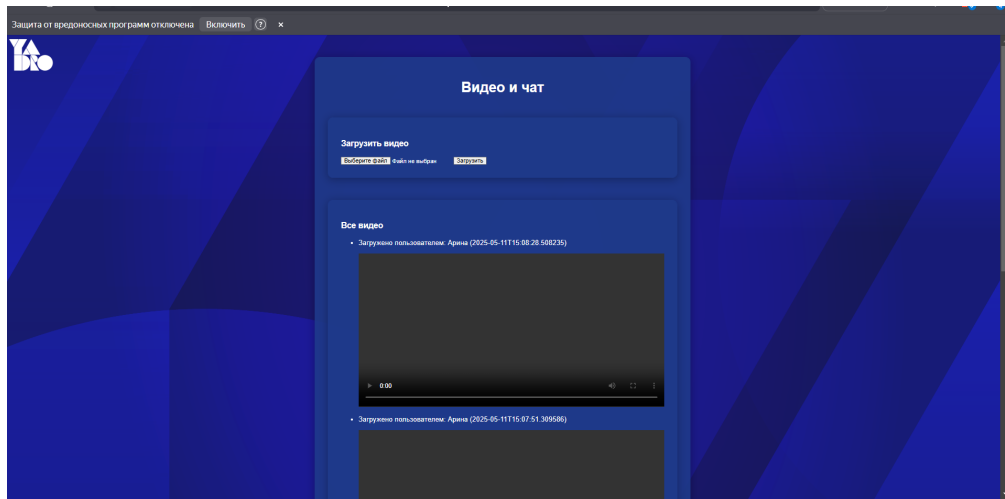 Защита от вредоносных программ отключена Включить ? ×
YA
DRO
Видео и чат
Загрузить видео
Выберите файл Файл не выбран Загрузить
Все видео
• Загружено пользователем: Арина (2025-05-11T15:08:28.508235)
0:00
• Загружено пользователем: Арина (2025-05-11T15:07:51.309586)